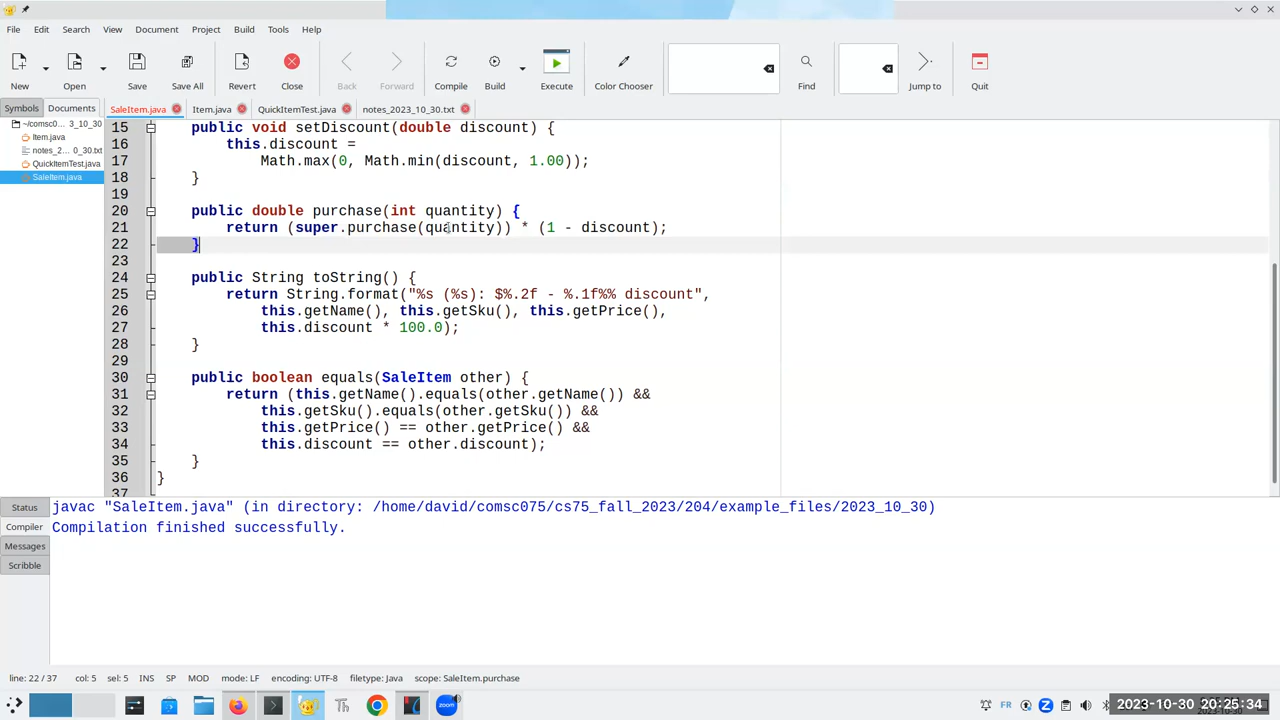 File Edit Search View Document Project Build Tools Help
New Open Save Save All Revert Close Back Forward Compile Build Execute Color Chooser Find Jump to Quit
Symbols Documents SaleItem.java Item.java QuickItemTest.java notes_2023_10_30.txt
~/comsc0... 3_10_30
Item.java
notes_2... 0_30.txt
QuickItemTest.java
SaleItem.java
15 public void setDiscount(double discount) {
16 this.discount =
17 Math.max(0, Math.min(discount, 1.00));
18 }
19
20 public double purchase(int quantity) {
21 return (super.purchase(quantity)) * (1 - discount);
22 }
23
24 public String toString() {
25 return String.format("%s (%s): $%.2f - %.1f%% discount",
26 this.getName(), this.getSku(), this.getPrice(),
27 this.discount * 100.0);
28 }
29
30 public boolean equals(SaleItem other) {
31 return (this.getName().equals(other.getName()) &&
32 this.getSku().equals(other.getSku()) &&
33 this.getPrice() == other.getPrice() &&
34 this.discount == other.discount);
35 }
36 }
37
Status
Compiler
Messages
Scribble
javac "SaleItem.java" (in directory: /home/david/comsc075/cs75_fall_2023/204/example_files/2023_10_30)
Compilation finished successfully.
line: 22 / 37 col: 5 sel: 5 INS SP MOD mode: LF encoding: UTF-8 filetype: Java scope: SaleItem.purchase
FR 2023-10-30 20:25:34